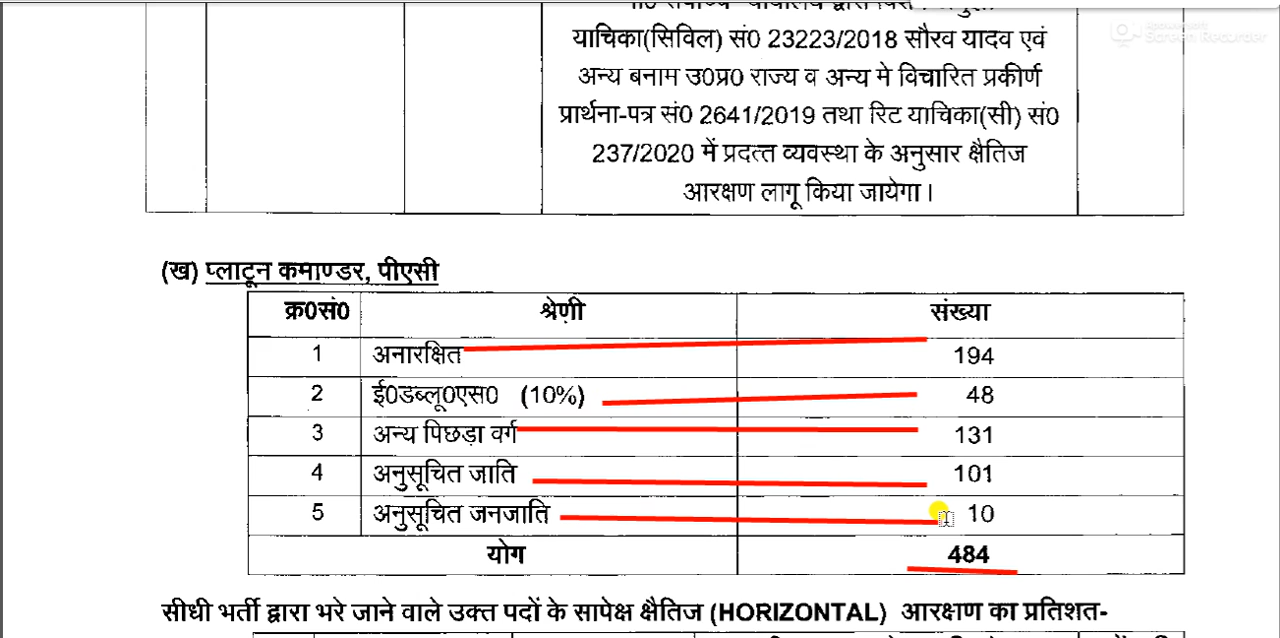 याचिका(सिविल) सं0 23223/2018 सौरव यादव एवं
अन्य बनाम उ0प्र0 राज्य व अन्य मे विचारित प्रकीर्ण
प्रार्थना-पत्र सं0 2641/2019 तथा रिट याचिका(सी) सं0
237/2020 में प्रदत्त व्यवस्था के अनुसार क्षैतिज
आरक्षण लागू किया जायेगा।
Apowersoft
Screen Recorder
(ख) प्लाटून कमाण्डर, पीएसी
क्र0सं0 श्रेणी संख्या
1 अनारक्षित 194
2 ई0डब्लू0एस0 (10%) 48
3 अन्य पिछड़ा वर्ग 131
4 अनुसूचित जाति 101
5 अनुसूचित जनजाति 10
योग 484
सीधी भर्ती द्वारा भरे जाने वाले उक्त पदों के सापेक्ष क्षैतिज (HORIZONTAL) आरक्षण का प्रतिशत-